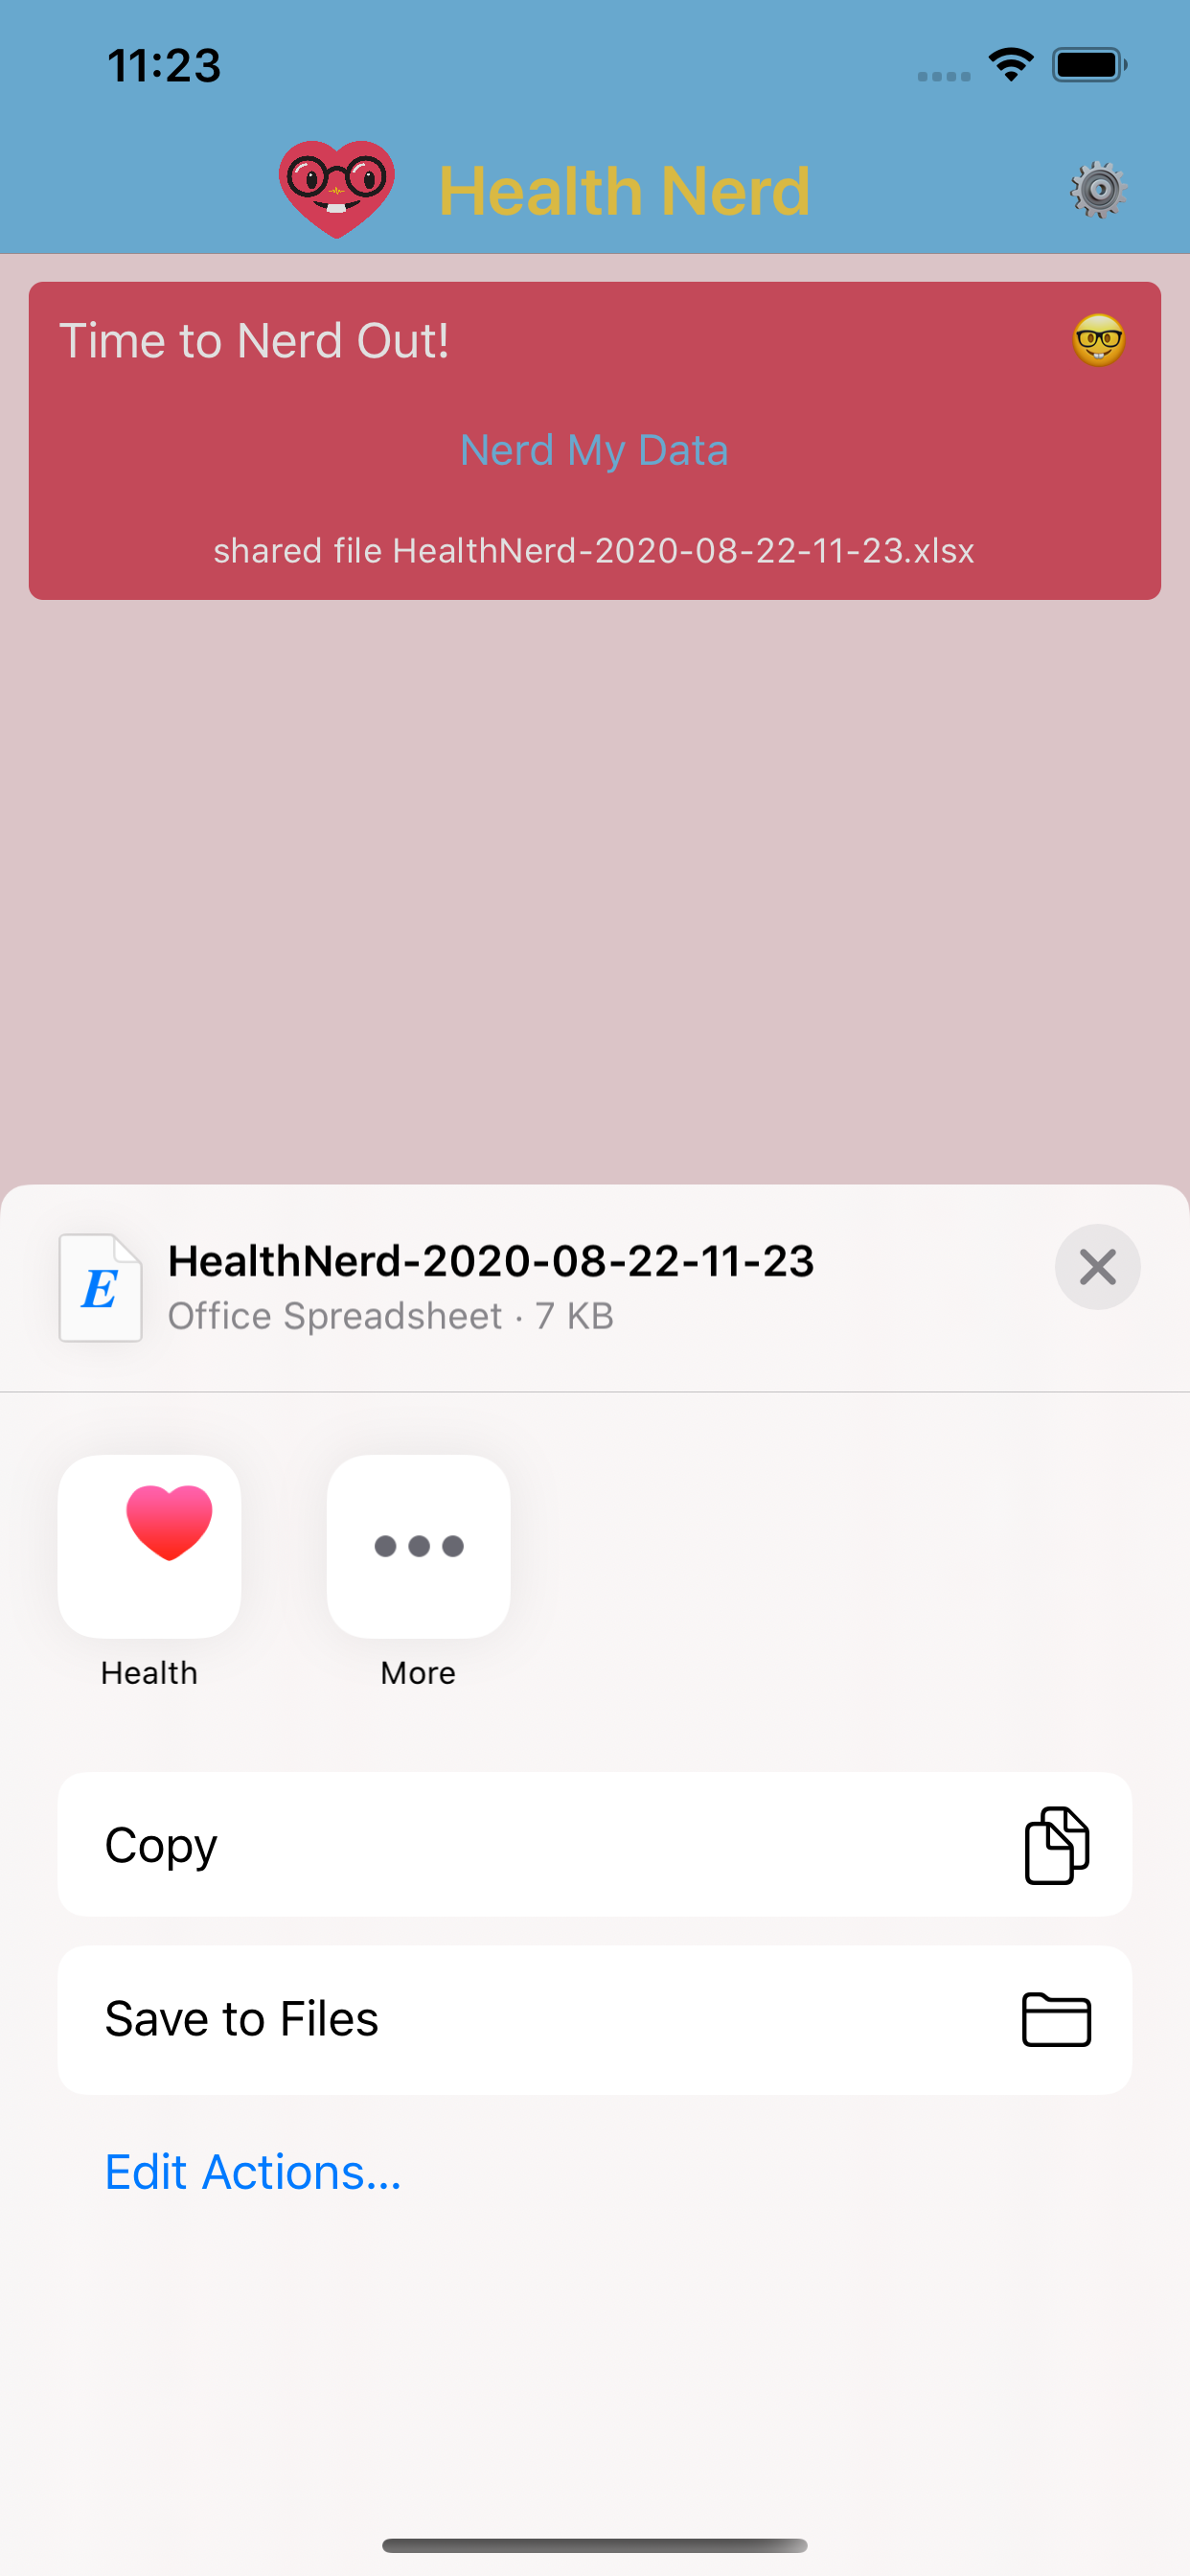 11:23
Health Nerd
Time to Nerd Out!
Nerd My Data
shared file HealthNerd-2020-08-22-11-23.xlsx
E
HealthNerd-2020-08-22-11-23
Office Spreadsheet · 7 KB
Health
More
Copy
Save to Files
Edit Actions...